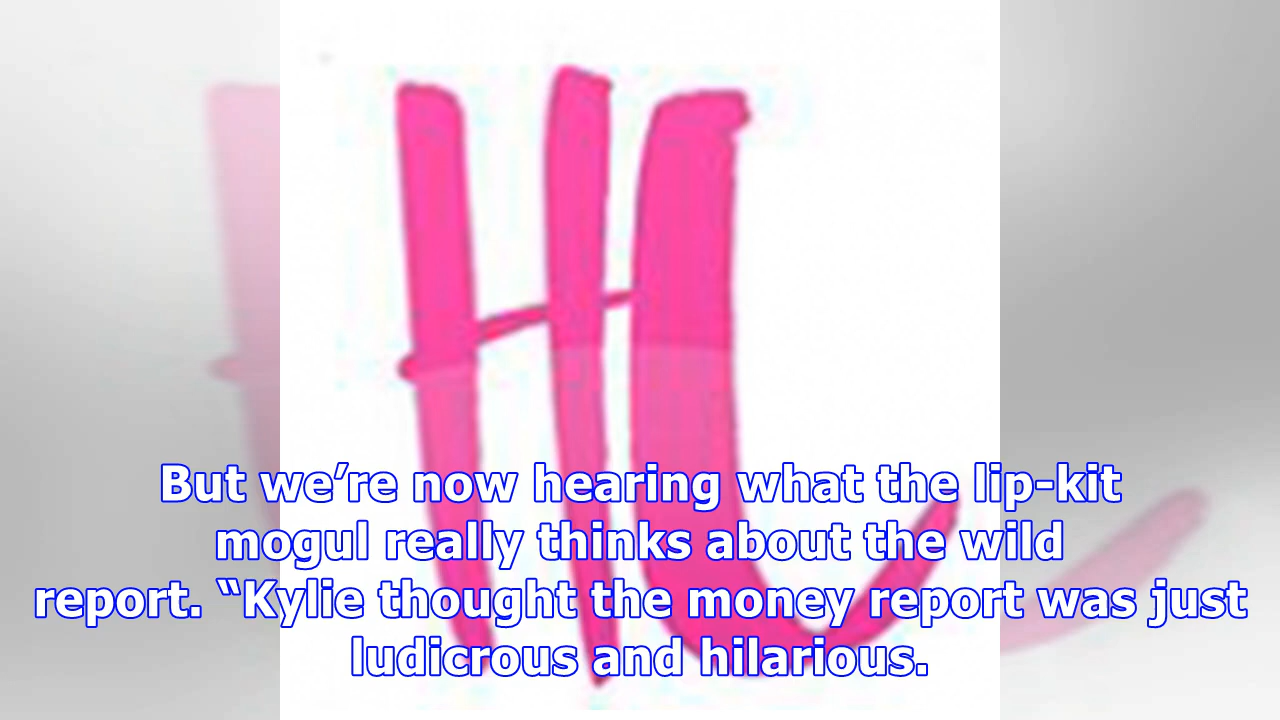 HL
But we’re now hearing what the lip-kit
mogul really thinks about the wild
report. “Kylie thought the money report was just
ludicrous and hilarious.